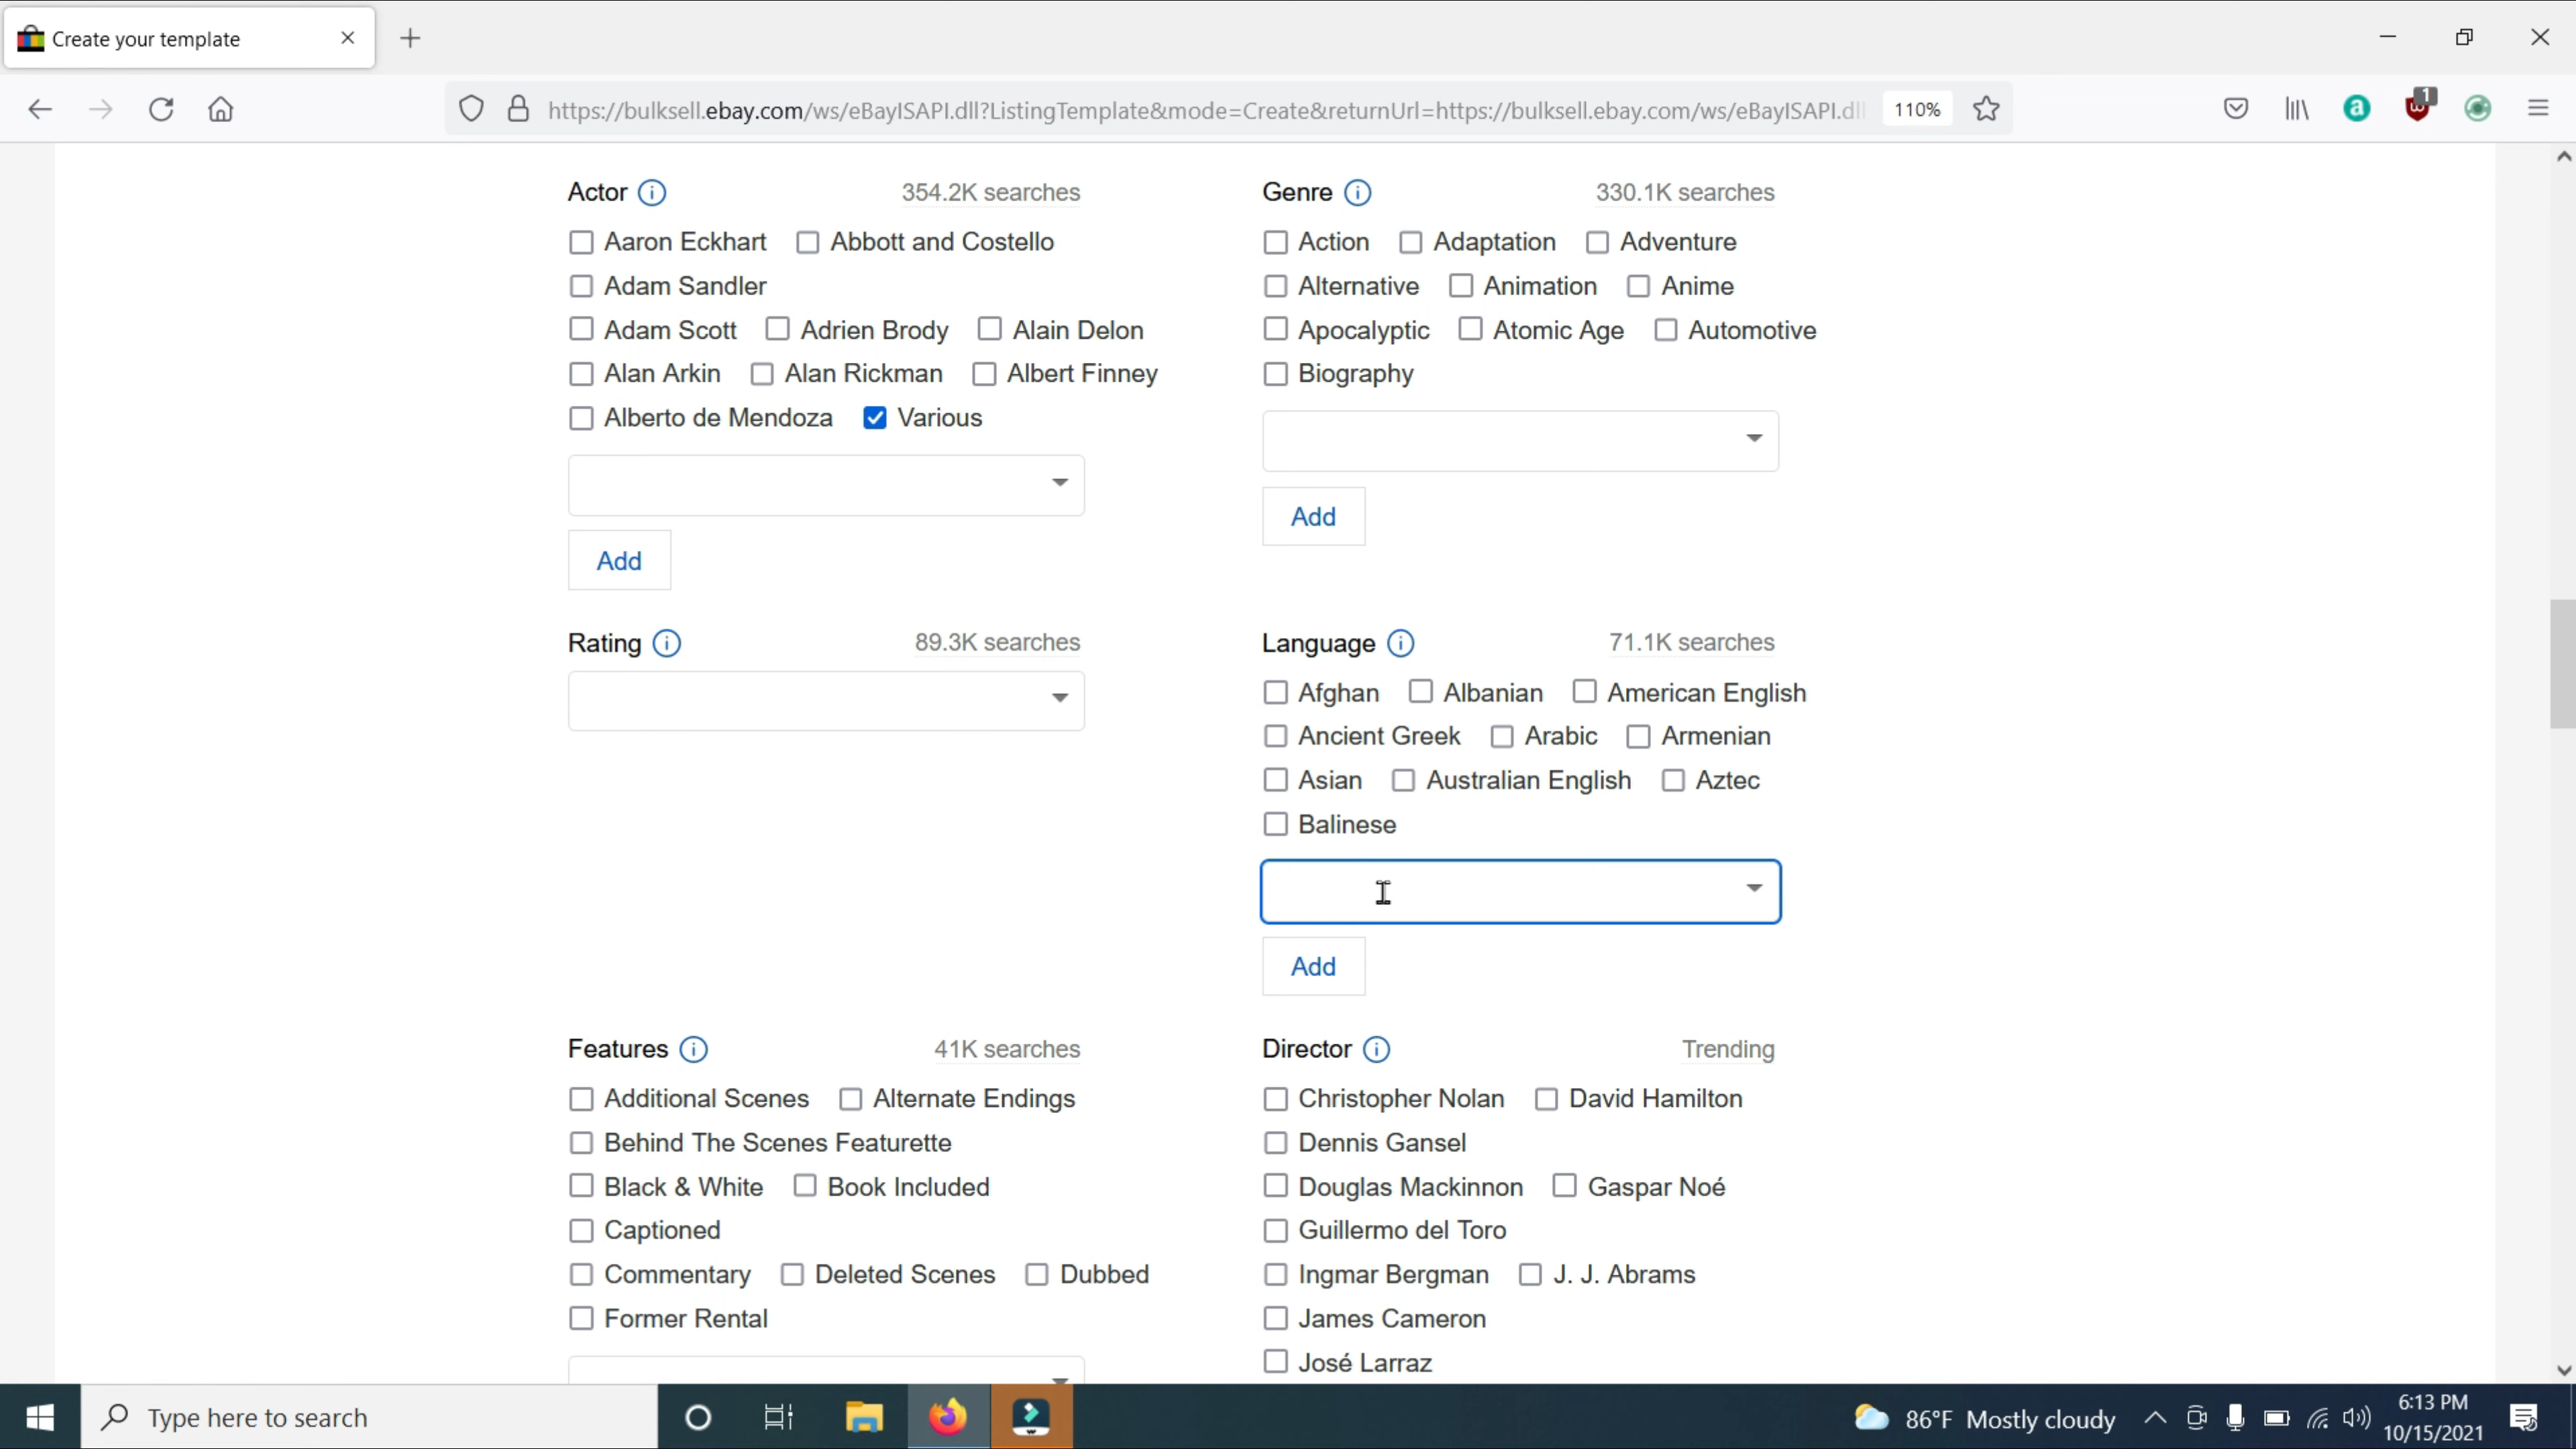 Create your template
https://bulksell.ebay.com/ws/eBayISAPI.dll?ListingTemplate&mode=Create&returnUrl=https://bulksell.ebay.com/ws/eBayISAPI.dll
110%
1
Actor 354.2K searches
Aaron Eckhart Abbott and Costello
Adam Sandler
Adam Scott Adrien Brody Alain Delon
Alan Arkin Alan Rickman Albert Finney
Alberto de Mendoza Various
Add
Genre 330.1K searches
Action Adaptation Adventure
Alternative Animation Anime
Apocalyptic Atomic Age Automotive
Biography
Add
Rating 89.3K searches
Language 71.1K searches
Afghan Albanian American English
Ancient Greek Arabic Armenian
Asian Australian English Aztec
Balinese
Add
Features 41K searches
Additional Scenes Alternate Endings
Behind The Scenes Featurette
Black & White Book Included
Captioned
Commentary Deleted Scenes Dubbed
Former Rental
Director Trending
Christopher Nolan David Hamilton
Dennis Gansel
Douglas Mackinnon Gaspar Noé
Guillermo del Toro
Ingmar Bergman J. J. Abrams
James Cameron
José Larraz
Type here to search
86°F Mostly cloudy
6:13 PM
10/15/2021